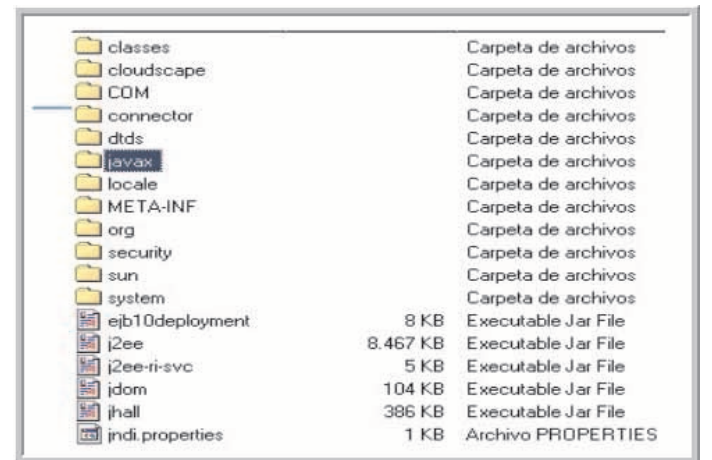 classes Carpeta de archivos
cloudscape Carpeta de archivos
COM Carpeta de archivos
connector Carpeta de archivos
dtds Carpeta de archivos
javax Carpeta de archivos
locale Carpeta de archivos
META-INF Carpeta de archivos
org Carpeta de archivos
security Carpeta de archivos
sun Carpeta de archivos
system Carpeta de archivos
ejb10deployment 8 KB Executable Jar File
j2ee 8.467 KB Executable Jar File
j2ee-ri-svc 5 KB Executable Jar File
jdom 104 KB Executable Jar File
jhall 386 KB Executable Jar File
jndi.properties 1 KB Archivo PROPERTIES